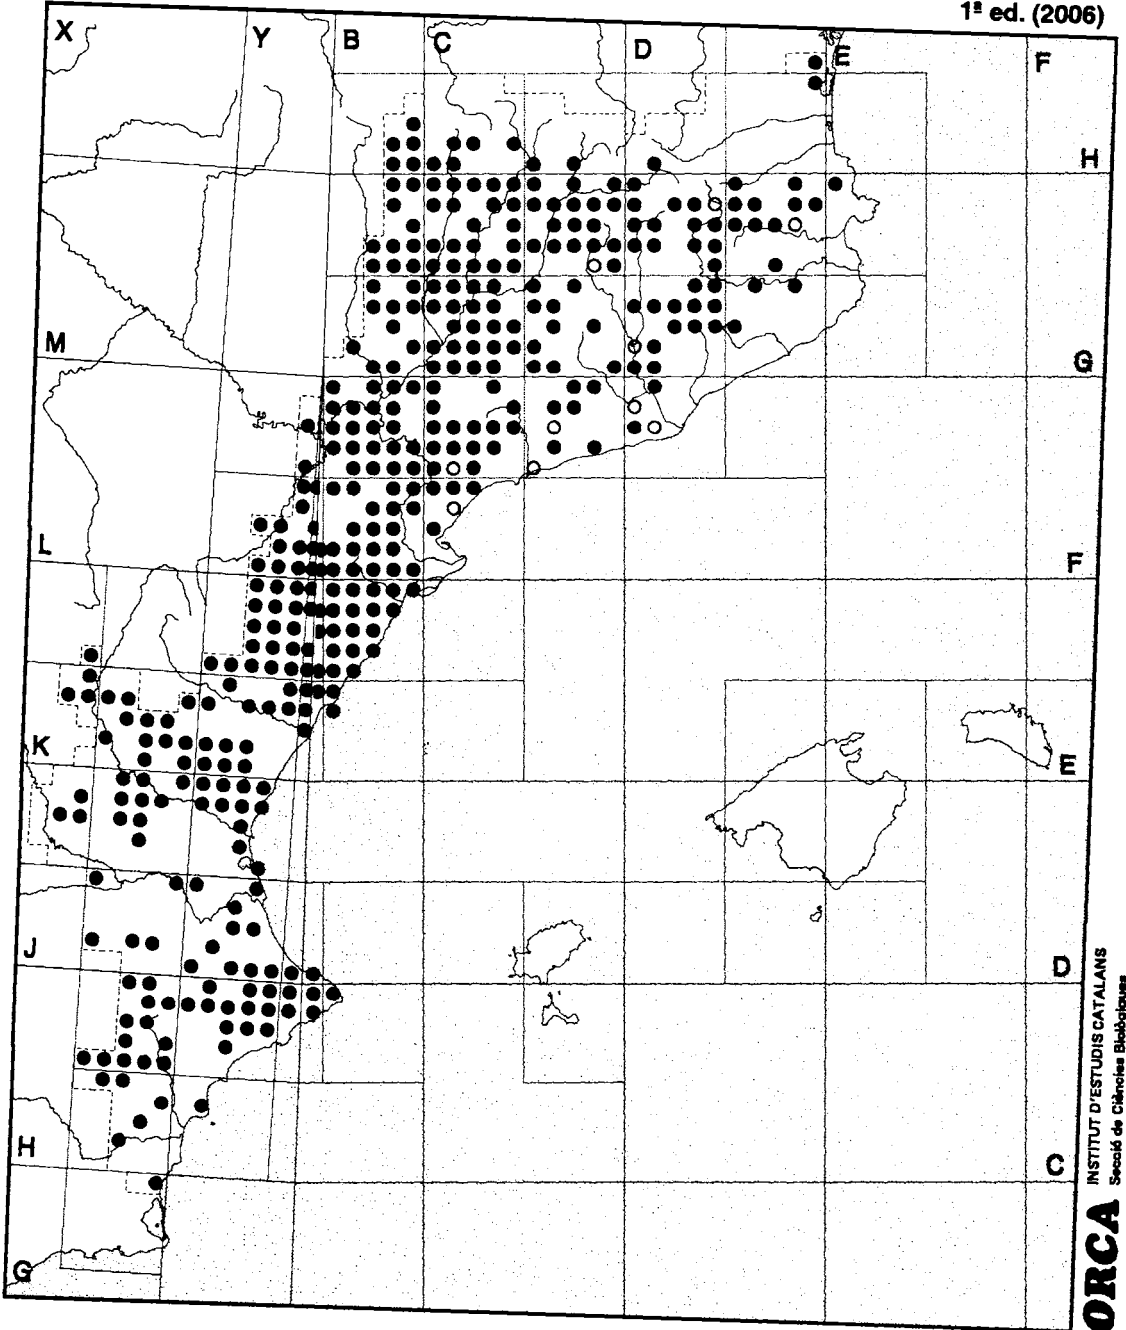 1ª ed. (2006)
X
Y
B
C
D
E
F
H
M
G
L
F
K
E
J
D
H
C
G
INSTITUT D'ESTUDIS CATALANS
Secció de Ciències Biològiques
ORCA